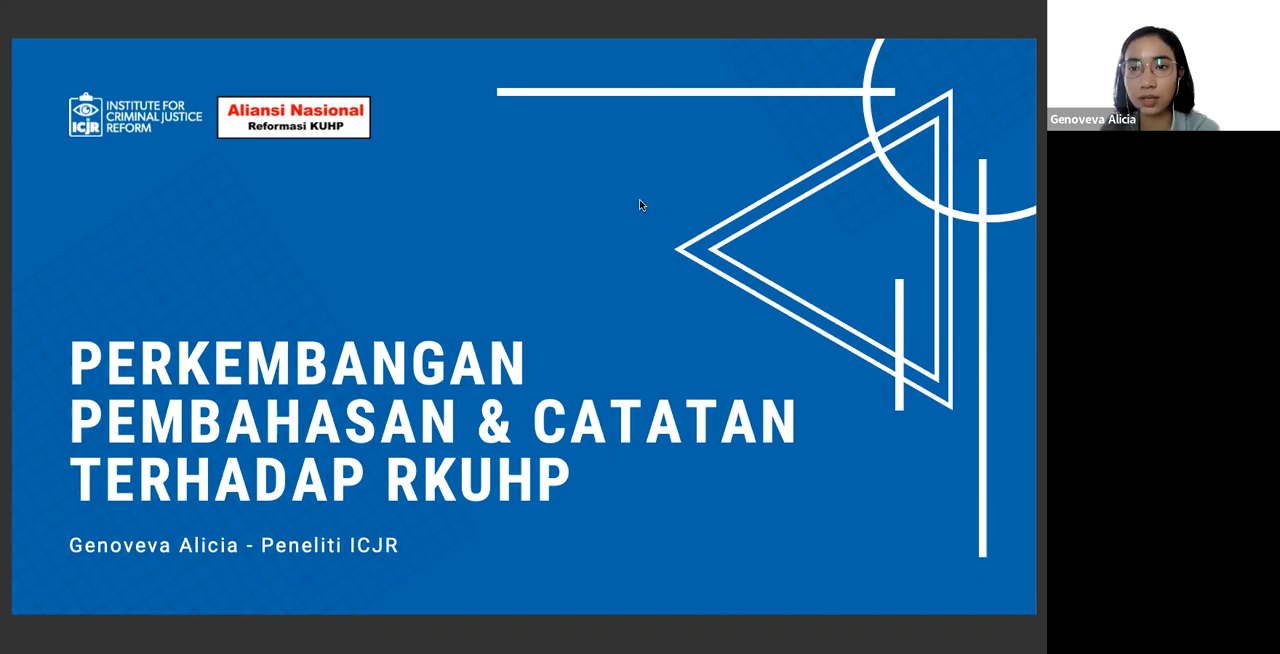 INSTITUTE FOR
CRIMINAL JUSTICE
REFORM
ICJR
Aliansi Nasional
Reformasi KUHP
PERKEMBANGAN
PEMBAHASAN & CATATAN
TERHADAP RKUHP
Genoveva Alicia - Peneliti ICJR
Genoveva Alicia